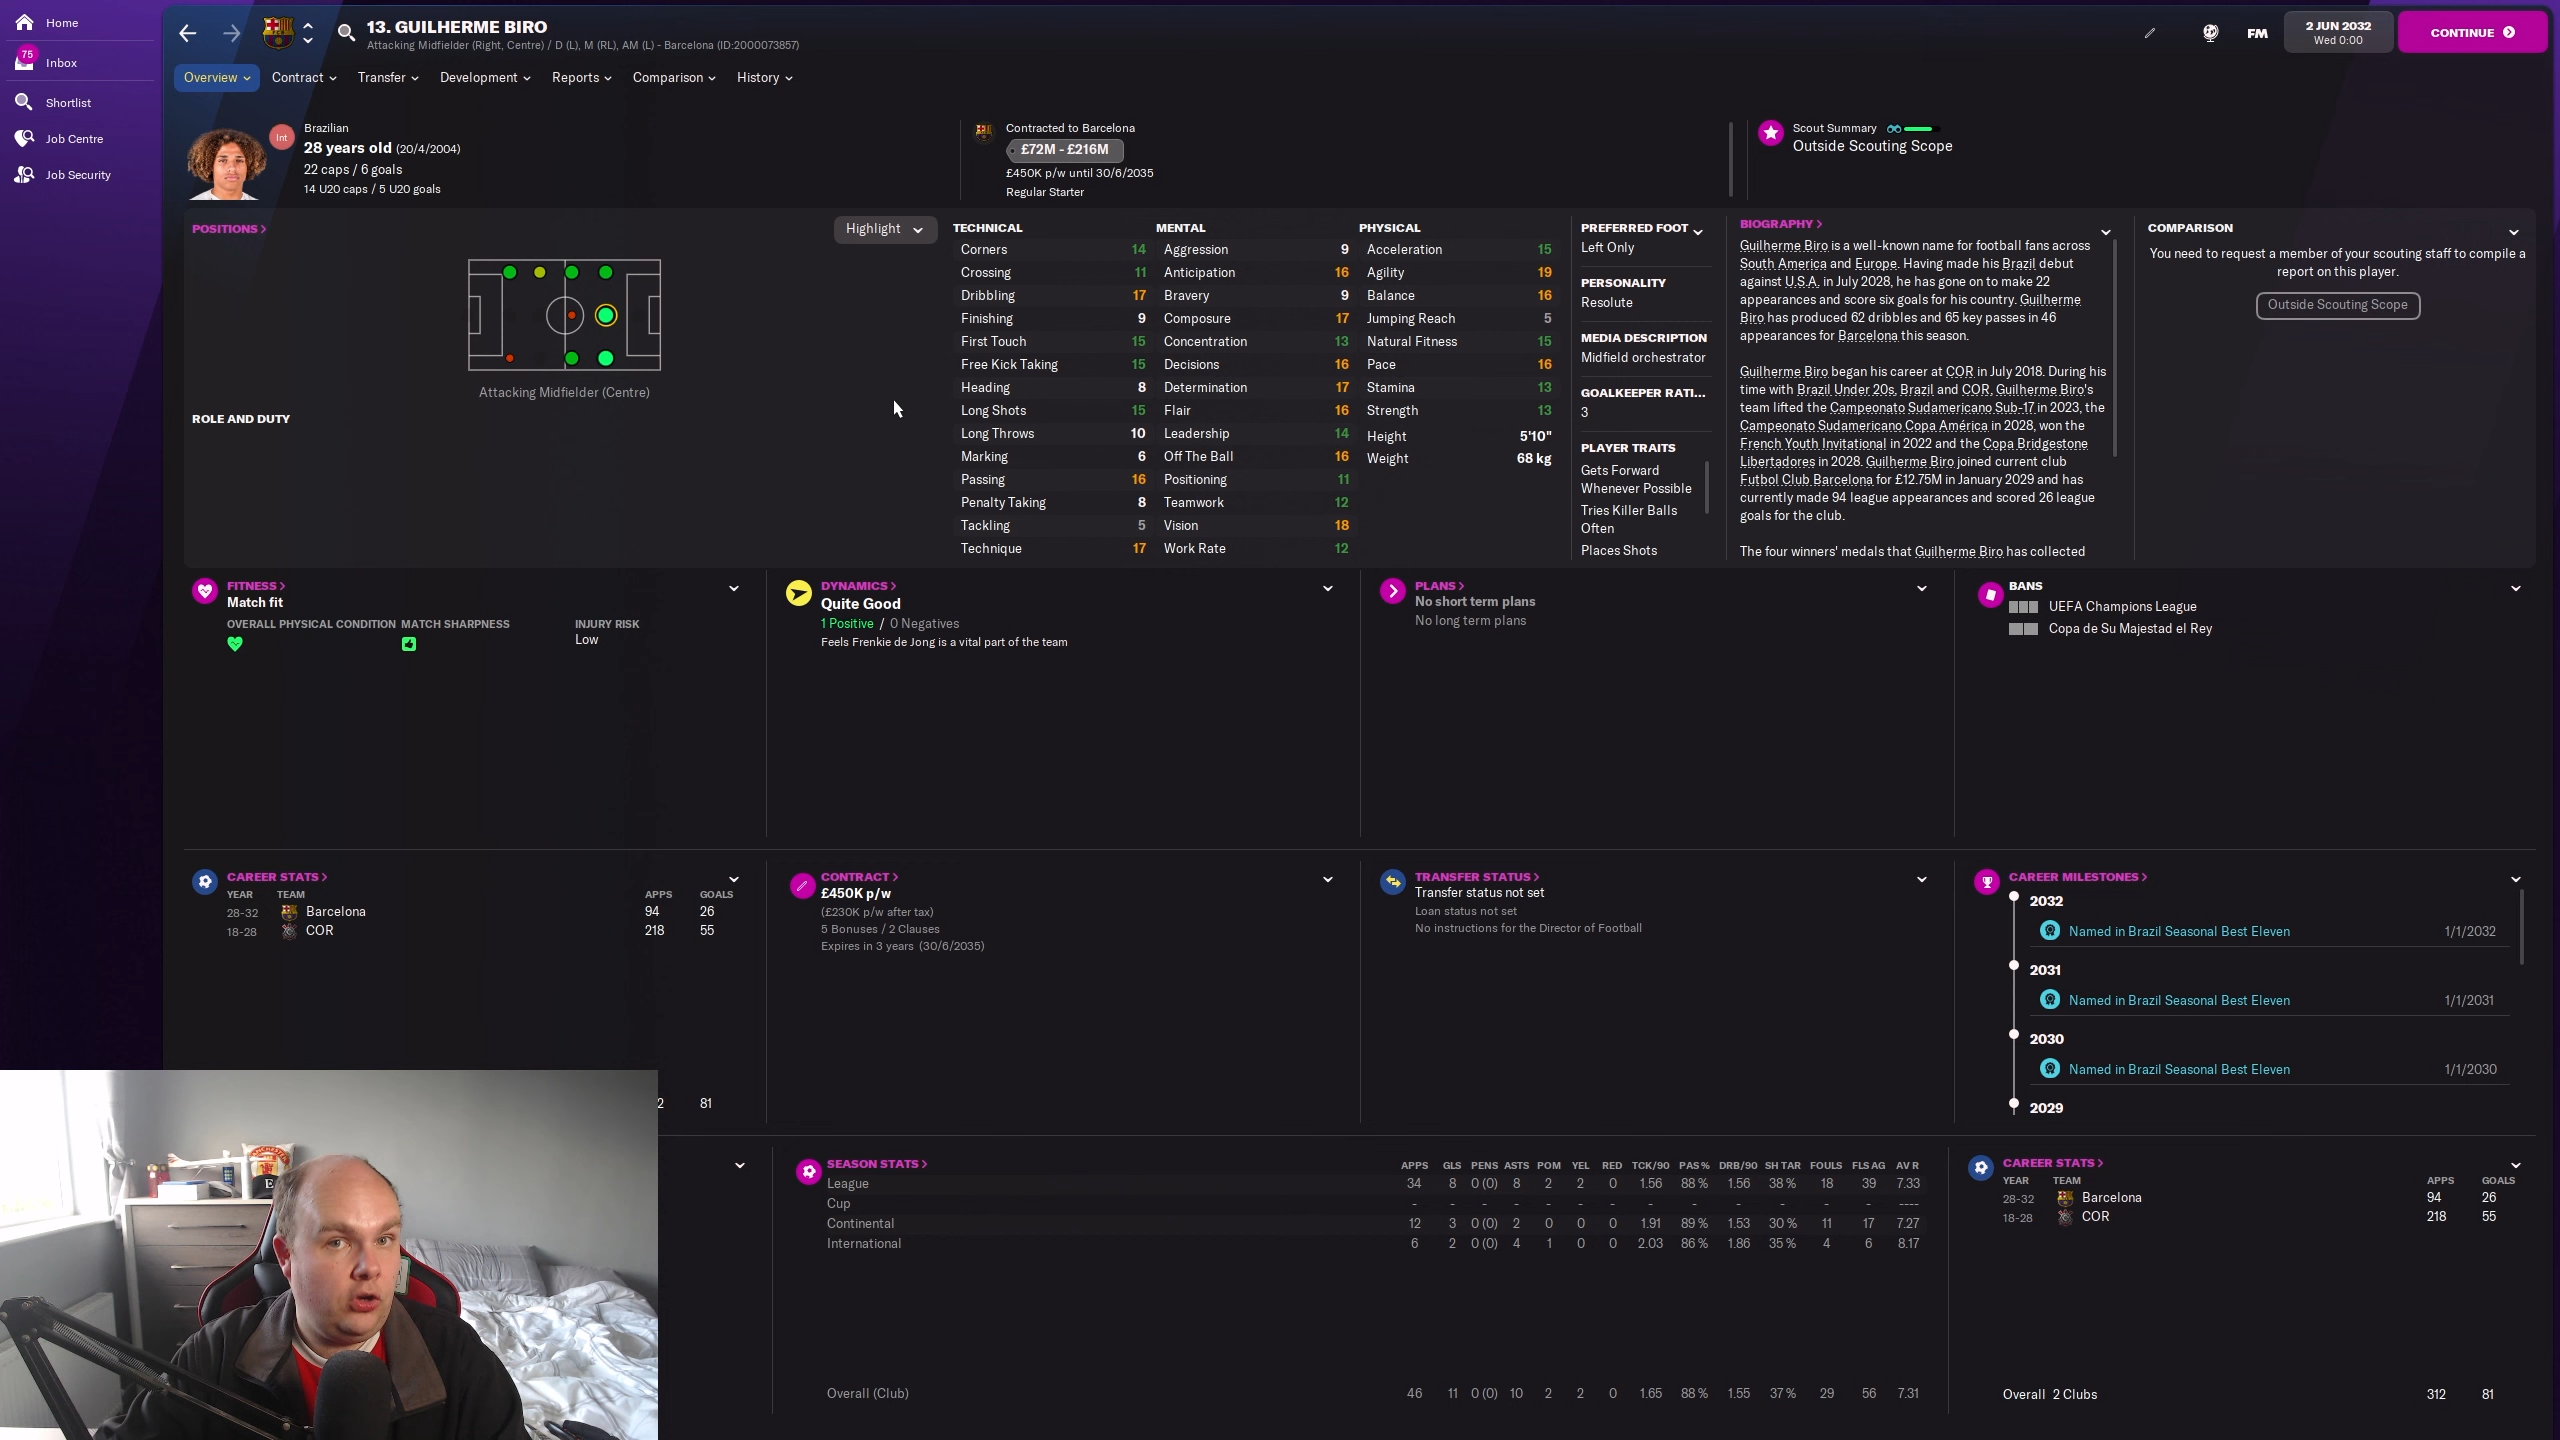 Home
75
Inbox
Shortlist
Job Centre
Job Security
13. GUILHERME BIRO
Attacking Midfielder (Right, Centre) / D (L), M (RL), AM (L) - Barcelona (ID:2000073857)
FM
2 JUN 2032
Wed 0:00
CONTINUE
Overview
Contract
Transfer
Development
Reports
Comparison
History
Int
Brazilian
28 years old (20/4/2004)
22 caps / 6 goals
14 U20 caps / 5 U20 goals
Contracted to Barcelona
£72M - £216M
£450K p/w until 30/6/2035
Regular Starter
Scout Summary
Outside Scouting Scope
POSITIONS >
Highlight
Attacking Midfielder (Centre)
ROLE AND DUTY
TECHNICAL
Corners 14
Crossing 11
Dribbling 17
Finishing 9
First Touch 15
Free Kick Taking 15
Heading 8
Long Shots 15
Long Throws 10
Marking 6
Passing 16
Penalty Taking 8
Tackling 5
Technique 17
MENTAL
Aggression 9
Anticipation 16
Bravery 9
Composure 17
Concentration 13
Decisions 16
Determination 17
Flair 16
Leadership 14
Off The Ball 16
Positioning 11
Teamwork 12
Vision 18
Work Rate 12
PHYSICAL
Acceleration 15
Agility 19
Balance 16
Jumping Reach 5
Natural Fitness 15
Pace 16
Stamina 13
Strength 13
Height 5'10"
Weight 68 kg
PREFERRED FOOT
Left Only
PERSONALITY
Resolute
MEDIA DESCRIPTION
Midfield orchestrator
GOALKEEPER RATI...
3
PLAYER TRAITS
Gets Forward
Whenever Possible
Tries Killer Balls
Often
Places Shots
BIOGRAPHY >
Guilherme Biro is a well-known name for football fans across
South America and Europe. Having made his Brazil debut
against U.S.A. in July 2028, he has gone on to make 22
appearances and score six goals for his country. Guilherme
Biro has produced 62 dribbles and 65 key passes in 46
appearances for Barcelona this season.
Guilherme Biro began his career at COR in July 2018. During his
time with Brazil Under 20s, Brazil and COR, Guilherme Biro's
team lifted the Campeonato Sudamericano Sub-17 in 2023, the
Campeonato Sudamericano Copa América in 2028, won the
French Youth Invitational in 2022 and the Copa Bridgestone
Libertadores in 2028. Guilherme Biro joined current club
Futbol Club Barcelona for £12.75M in January 2029 and has
currently made 94 league appearances and scored 26 league
goals for the club.
The four winners' medals that Guilherme Biro has collected
COMPARISON
You need to request a member of your scouting staff to compile a
report on this player.
Outside Scouting Scope
FITNESS >
Match fit
OVERALL PHYSICAL CONDITION MATCH SHARPNESS INJURY RISK
Low
DYNAMICS >
Quite Good
1 Positive / 0 Negatives
Feels Frenkie de Jong is a vital part of the team
PLANS >
No short term plans
No long term plans
BANS
UEFA Champions League
Copa de Su Majestad el Rey
CAREER STATS >
YEAR TEAM APPS GOALS
28-32 Barcelona 94 26
18-28 COR 218 55
2 81
CONTRACT >
£450K p/w
(£230K p/w after tax)
5 Bonuses / 2 Clauses
Expires in 3 years (30/6/2035)
TRANSFER STATUS >
Transfer status not set
Loan status not set
No instructions for the Director of Football
CAREER MILESTONES >
2032
Named in Brazil Seasonal Best Eleven 1/1/2032
2031
Named in Brazil Seasonal Best Eleven 1/1/2031
2030
Named in Brazil Seasonal Best Eleven 1/1/2030
2029
SEASON STATS >
APPS GLS PENS ASTS POM YEL RED TCK/90 PAS % DRB/90 SH TAR FOULS FLS AG AV R
League 34 8 0 (0) 8 2 2 0 1.56 88 % 1.56 38 % 18 39 7.33
Cup - - - - - - - - - - - - - ----
Continental 12 3 0 (0) 2 0 0 0 1.91 89 % 1.53 30 % 11 17 7.27
International 6 2 0 (0) 4 1 0 0 2.03 86 % 1.86 35 % 4 6 8.17
Overall (Club) 46 11 0 (0) 10 2 2 0 1.65 88 % 1.55 37 % 29 56 7.31
CAREER STATS >
YEAR TEAM APPS GOALS
28-32 Barcelona 94 26
18-28 COR 218 55
Overall 2 Clubs 312 81